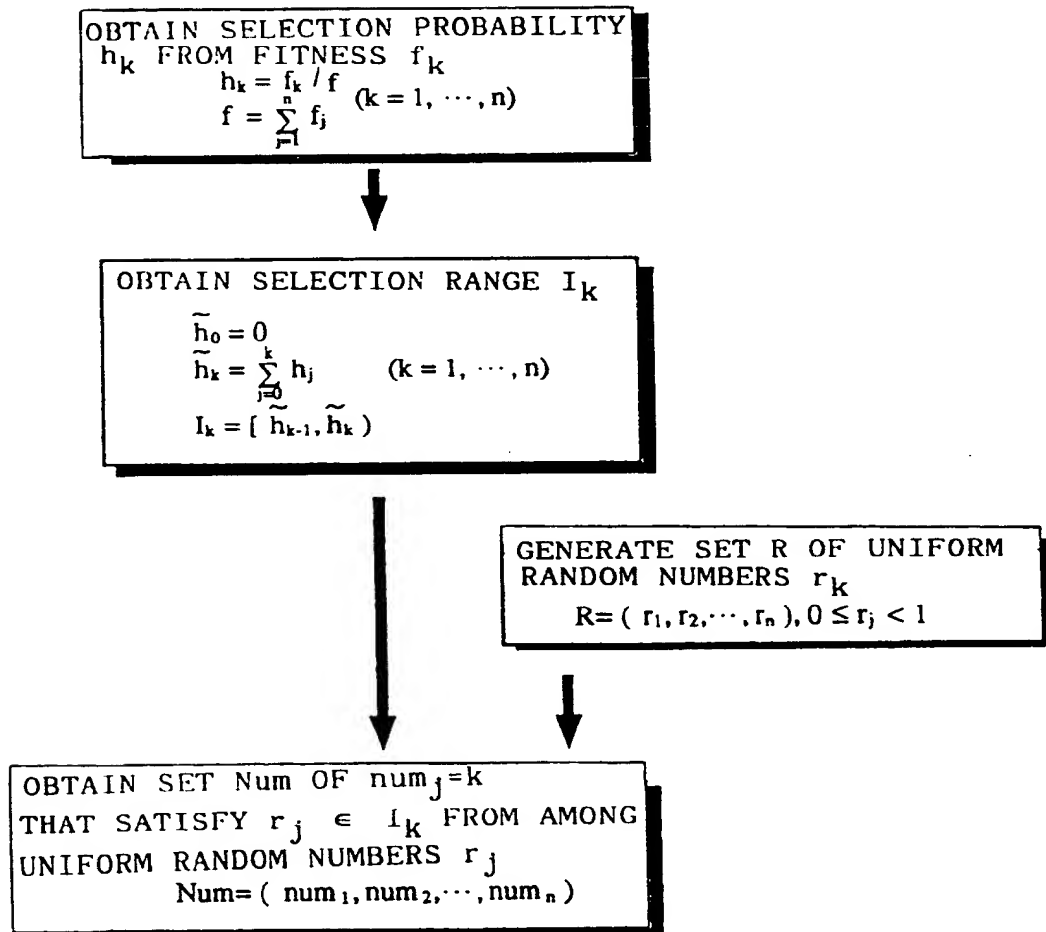 OBTAIN SELECTION PROBABILITY
h_k FROM FITNESS f_k
h_k = f_k / f
f = ∑_{j=1}^{n} f_j (k = 1, ⋯, n)
OBTAIN SELECTION RANGE I_k
h̃_0 = 0
h̃_k = ∑_{j=0}^{k} h_j (k = 1, ⋯, n)
I_k = [ h̃_{k-1}, h̃_k )
GENERATE SET R OF UNIFORM
RANDOM NUMBERS r_k
R= ( r_1, r_2, ⋯, r_n ), 0 ≤ r_j < 1
OBTAIN SET Num OF num_j=k
THAT SATISFY r_j ∈ I_k FROM AMONG
UNIFORM RANDOM NUMBERS r_j
Num= ( num_1, num_2, ⋯, num_n )